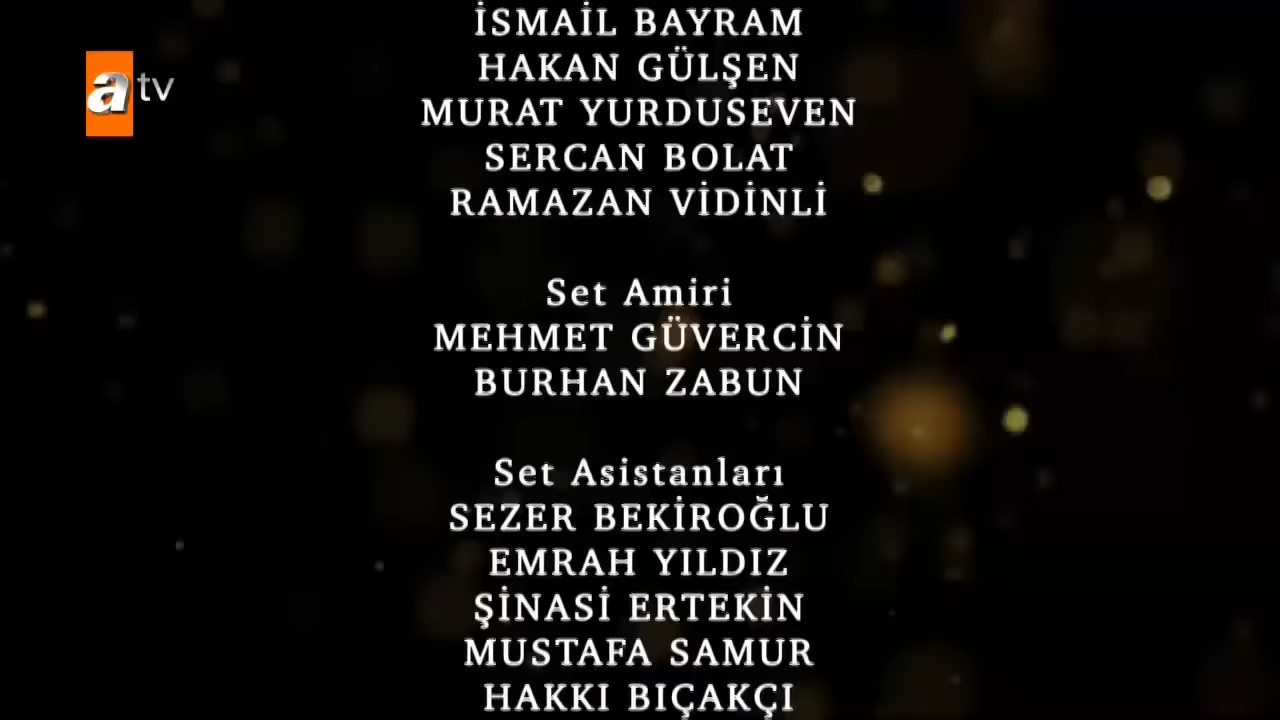 atv
İSMAİL BAYRAM
HAKAN GÜLŞEN
MURAT YURDUSEVEN
SERCAN BOLAT
RAMAZAN VİDİNLİ
Set Amiri
MEHMET GÜVERCİN
BURHAN ZABUN
Set Asistanları
SEZER BEKİROĞLU
EMRAH YILDIZ
ŞİNASİ ERTEKİN
MUSTAFA SAMUR
HAKKI BIÇAKÇI